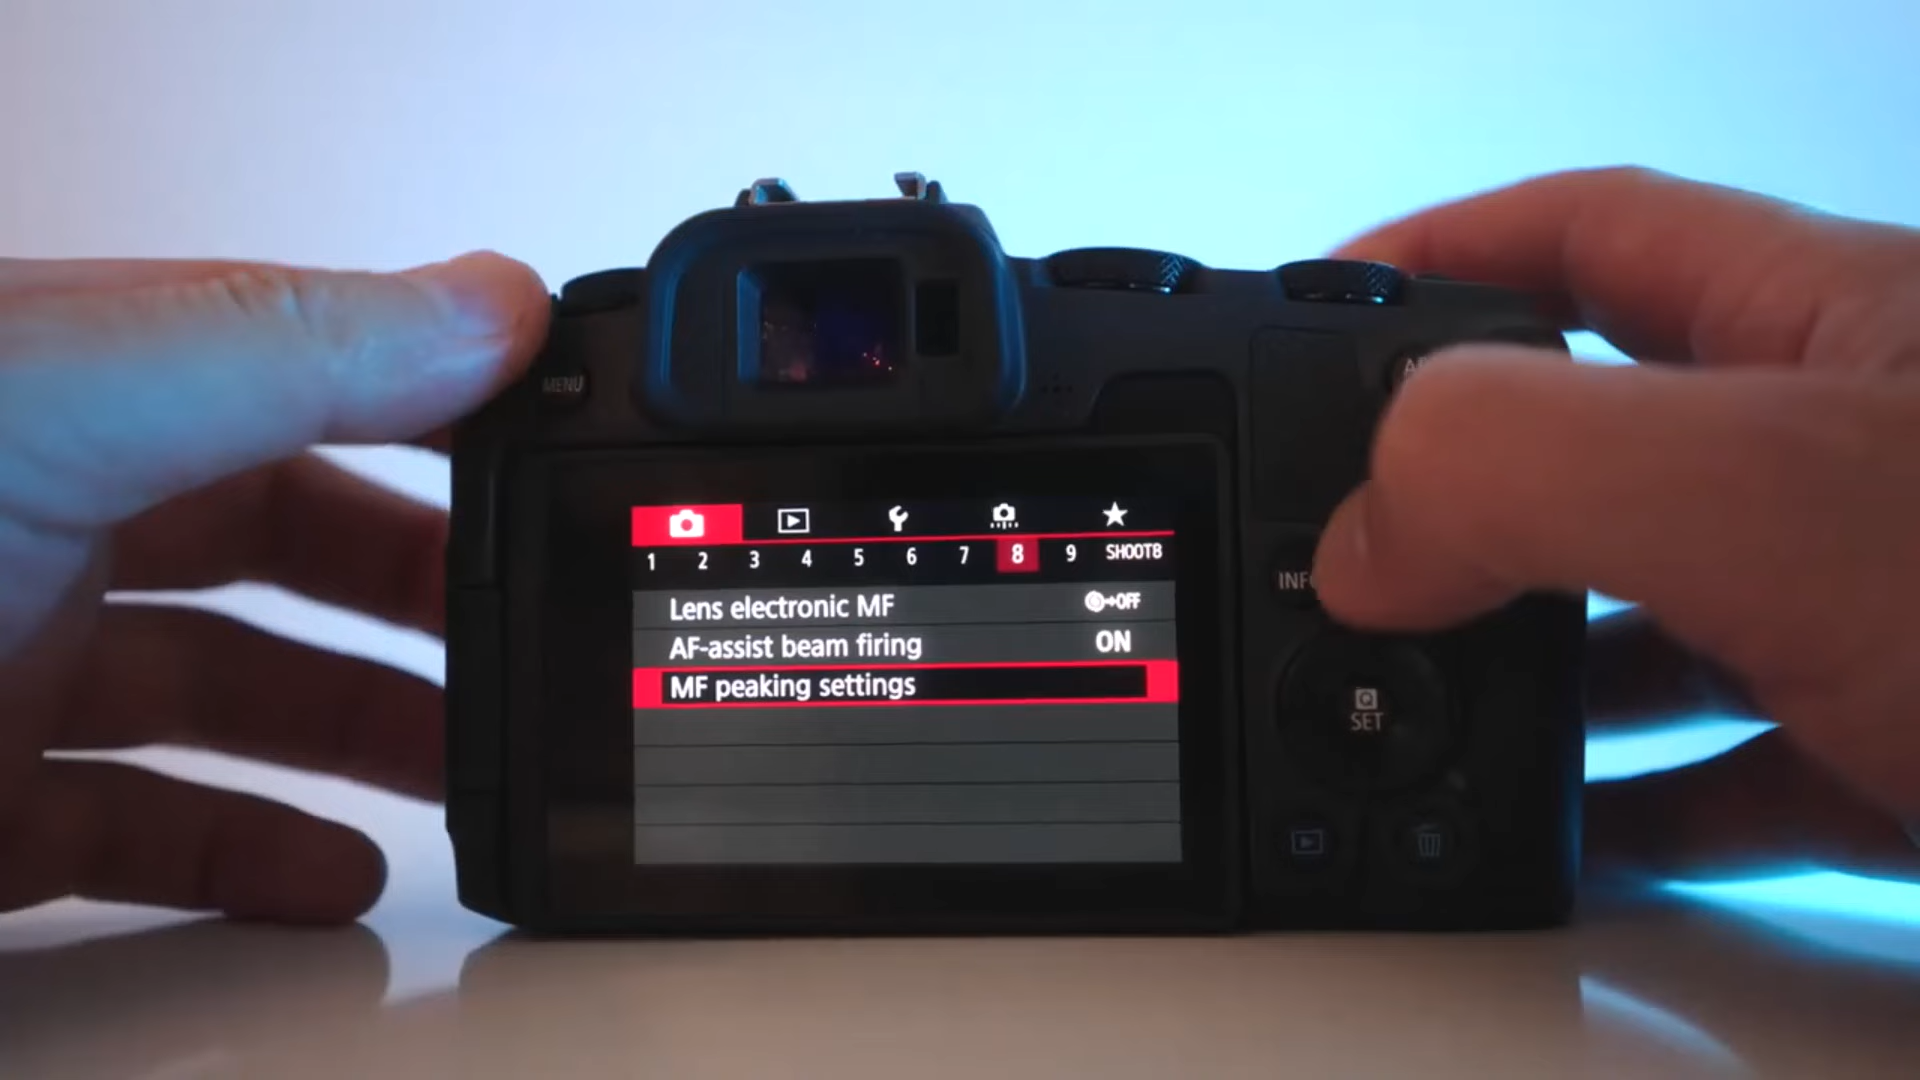 MENU
1 2 3 4 5 6 7 8 9 SHOOT8
Lens electronic MF →OFF
AF-assist beam firing ON
MF peaking settings
Q
SET